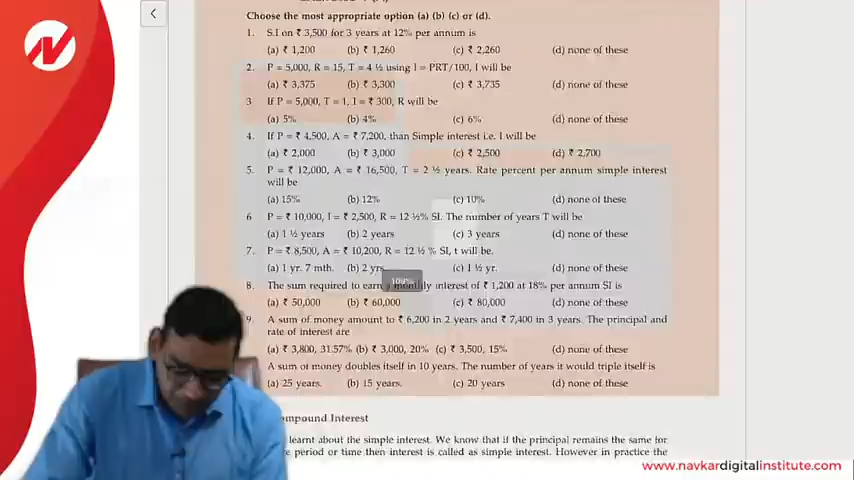 Choose the most appropriate option (a) (b) (c) or (d).
1. S.I on ₹ 3,500 for 3 years at 12% per annum is
(a) ₹ 1,200 (b) ₹ 1,260 (c) ₹ 2,260 (d) none of these
2. P = 5,000, R = 15, T = 4 ½ using I = PRT/100, I will be
(a) ₹ 3,375 (b) ₹ 3,300 (c) ₹ 3,735 (d) none of these
3 If P = 5,000, T = 1, I = ₹ 300, R will be
(a) 5% (b) 4% (c) 6% (d) none of these
4. If P = ₹ 4,500, A = ₹ 7,200, than Simple interest i.e. I will be
(a) ₹ 2,000 (b) ₹ 3,000 (c) ₹ 2,500 (d) ₹ 2,700
5. P = ₹ 12,000, A = ₹ 16,500, T = 2 ½ years. Rate percent per annum simple interest
will be
(a) 15% (b) 12% (c) 10% (d) none of these
6 P = ₹ 10,000, I = ₹ 2,500, R = 12 ½% SI. The number of years T will be
(a) 1 ½ years (b) 2 years (c) 3 years (d) none of these
7. P = ₹ 8,500, A = ₹ 10,200, R = 12 ½ % SI, t will be.
(a) 1 yr. 7 mth. (b) 2 yrs. (c) 1 ½ yr. (d) none of these
8. The sum required to earn a monthly interest of ₹ 1,200 at 18% per annum SI is
(a) ₹ 50,000 (b) ₹ 60,000 (c) ₹ 80,000 (d) none of these
9. A sum of money amount to ₹ 6,200 in 2 years and ₹ 7,400 in 3 years. The principal and
rate of interest are
(a) ₹ 3,800, 31.57% (b) ₹ 3,000, 20% (c) ₹ 3,500, 15% (d) none of these
A sum of money doubles itself in 10 years. The number of years it would triple itself is
(a) 25 years. (b) 15 years. (c) 20 years (d) none of these
ompound Interest
learnt about the simple interest. We know that if the principal remains the same for
period or time then interest is called as simple interest. However in practice the
www.navkardigitalinstitute.com